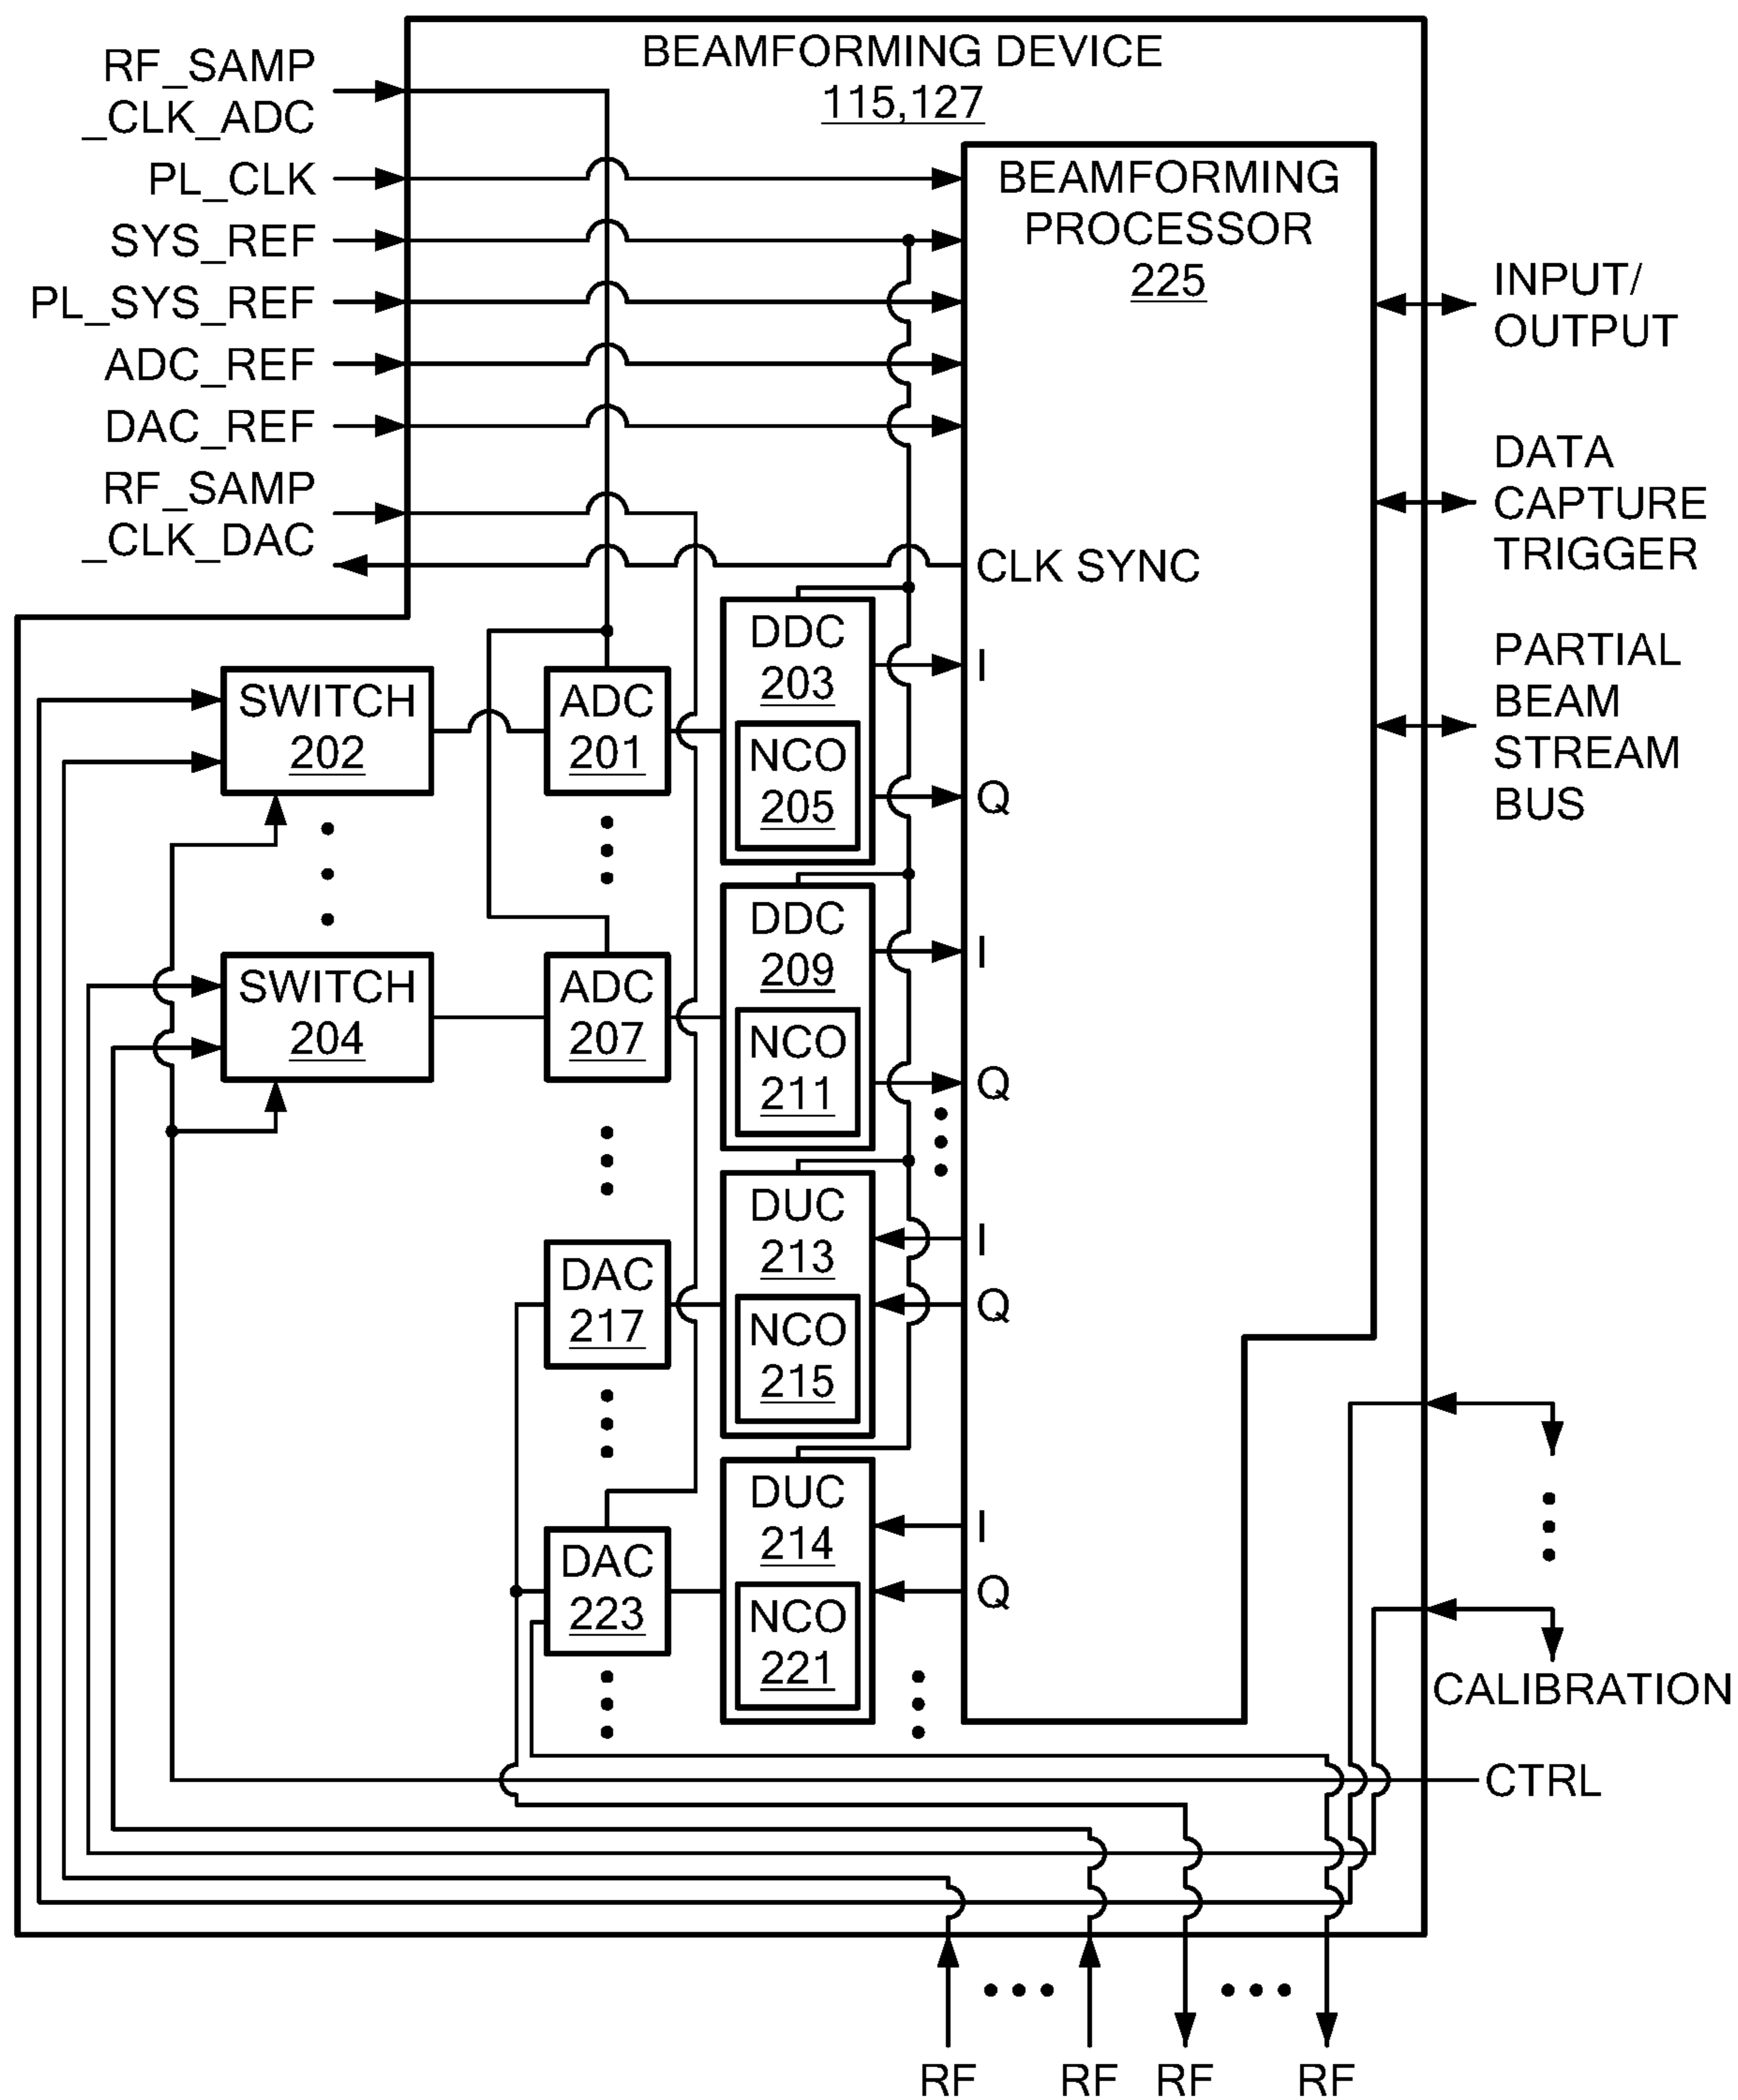 BEAMFORMING DEVICE
115,127
RF_SAMP
_CLK_ADC
PL_CLK
SYS_REF
PL_SYS_REF
ADC_REF
DAC_REF
RF_SAMP
_CLK_DAC
BEAMFORMING
PROCESSOR
225
CLK SYNC
I
Q
I
Q
I
Q
I
Q
INPUT/
OUTPUT
DATA
CAPTURE
TRIGGER
PARTIAL
BEAM
STREAM
BUS
SWITCH
202
ADC
201
DDC
203
NCO
205
SWITCH
204
ADC
207
DDC
209
NCO
211
DAC
217
DUC
213
NCO
215
DAC
223
DUC
214
NCO
221
CALIBRATION
CTRL
RF
RF
RF
RF